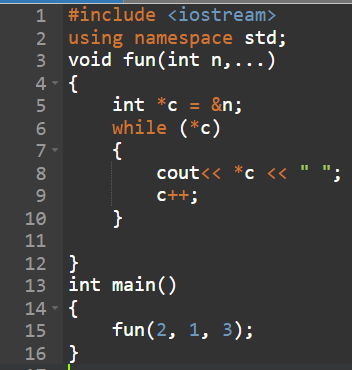 1 #include <iostream>
2 using namespace std;
3 void fun(int n,...)
4 {
5 int *c = &n;
6 while (*c)
7 {
8 cout<< *c << " ";
9 c++;
10 }
11
12 }
13 int main()
14 {
15 fun(2, 1, 3);
16 }